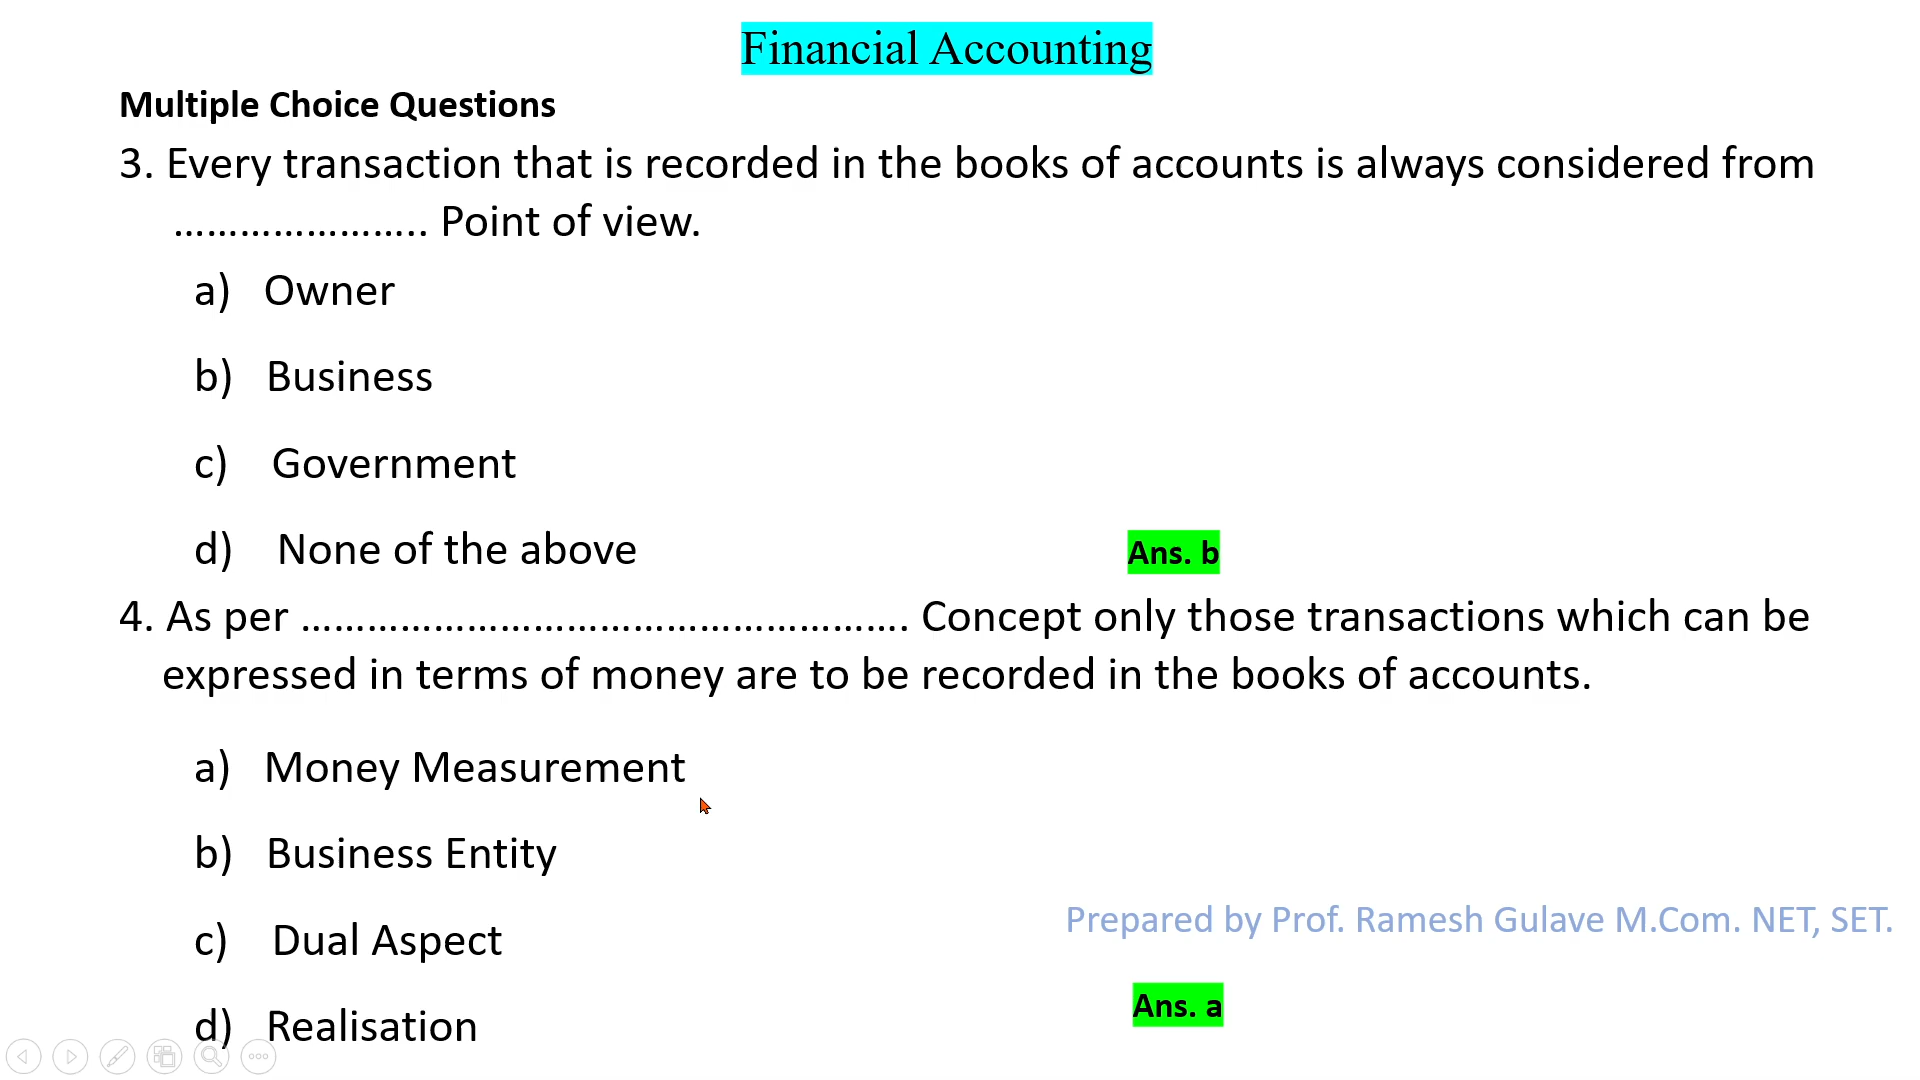 Financial Accounting
Multiple Choice Questions
3. Every transaction that is recorded in the books of accounts is always considered from
………………….. Point of view.
a) Owner
b) Business
c) Government
d) None of the above
Ans. b
4. As per ………………………………………………. Concept only those transactions which can be
expressed in terms of money are to be recorded in the books of accounts.
a) Money Measurement
b) Business Entity
Prepared by Prof. Ramesh Gulave M.Com. NET, SET.
c) Dual Aspect
Ans. a
d) Realisation